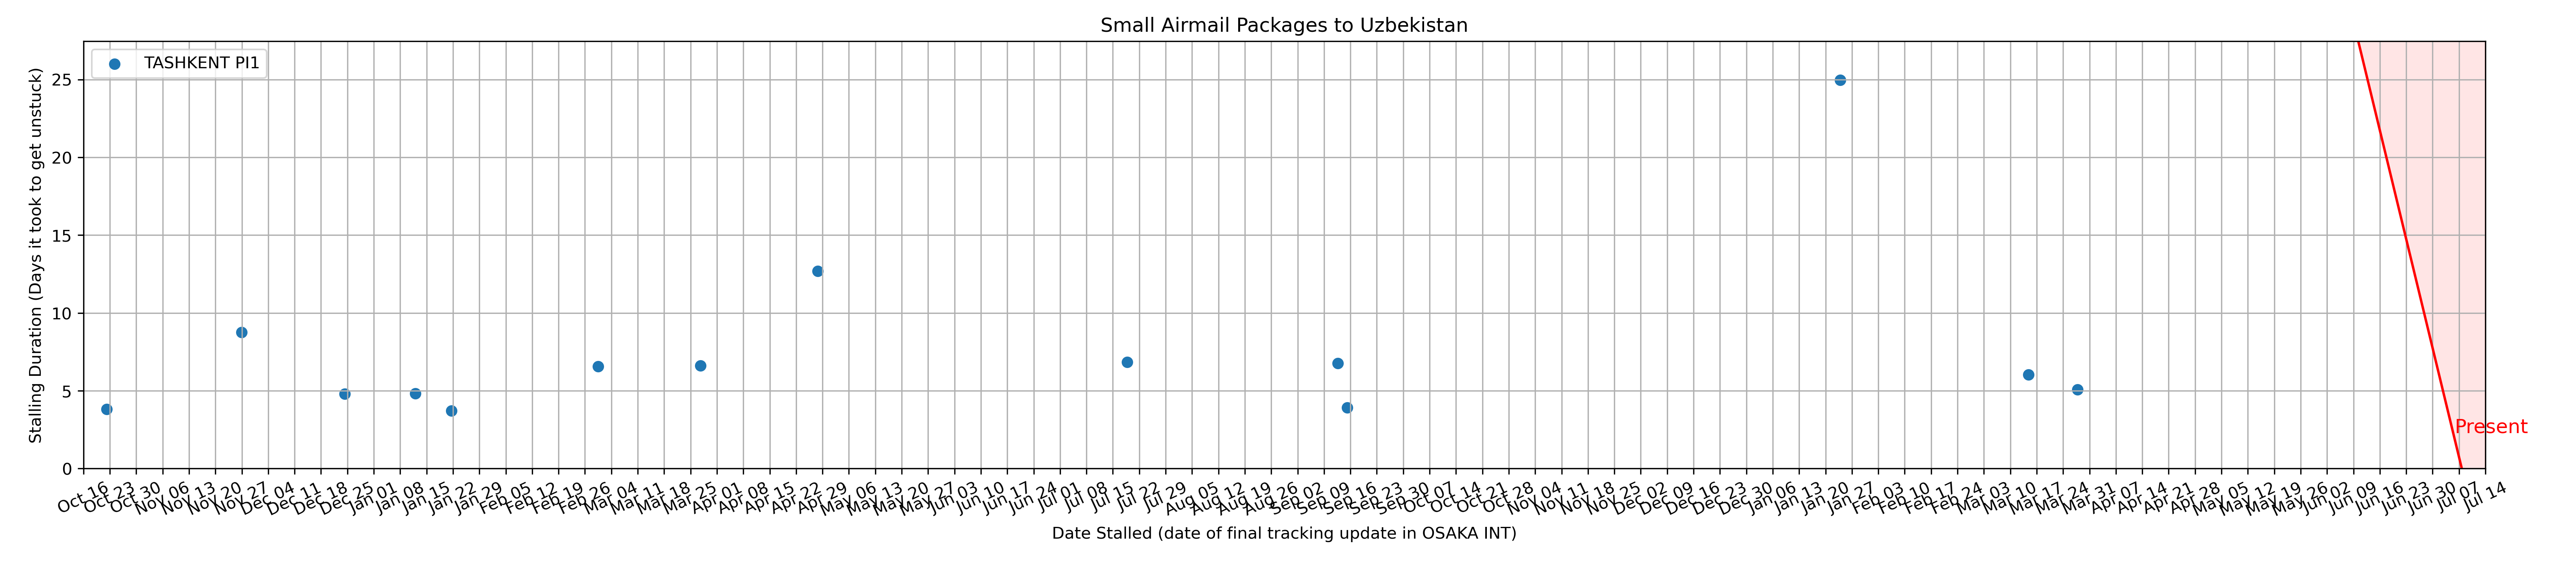 Small Airmail Packages to Uzbekistan
TASHKENT PI1
Stalling Duration (Days it took to get unstuck)
25
20
15
10
5
0
Present
Oct 16
Oct 23
Oct 30
Nov 06
Nov 13
Nov 20
Nov 27
Dec 04
Dec 11
Dec 18
Dec 25
Jan 01
Jan 08
Jan 15
Jan 22
Jan 29
Feb 05
Feb 12
Feb 19
Feb 26
Mar 04
Mar 11
Mar 18
Mar 25
Apr 01
Apr 08
Apr 15
Apr 22
Apr 29
May 06
May 13
May 20
May 27
Jun 03
Jun 10
Jun 17
Jun 24
Jul 01
Jul 08
Jul 15
Jul 22
Jul 29
Aug 05
Aug 12
Aug 19
Aug 26
Sep 02
Sep 09
Sep 16
Sep 23
Sep 30
Oct 07
Oct 14
Oct 21
Oct 28
Nov 04
Nov 11
Nov 18
Nov 25
Dec 02
Dec 09
Dec 16
Dec 23
Dec 30
Jan 06
Jan 13
Jan 20
Jan 27
Feb 03
Feb 10
Feb 17
Feb 24
Mar 03
Mar 10
Mar 17
Mar 24
Mar 31
Apr 07
Apr 14
Apr 21
Apr 28
May 05
May 12
May 19
May 26
Jun 02
Jun 09
Jun 16
Jun 23
Jun 30
Jul 07
Jul 14
Date Stalled (date of final tracking update in OSAKA INT)